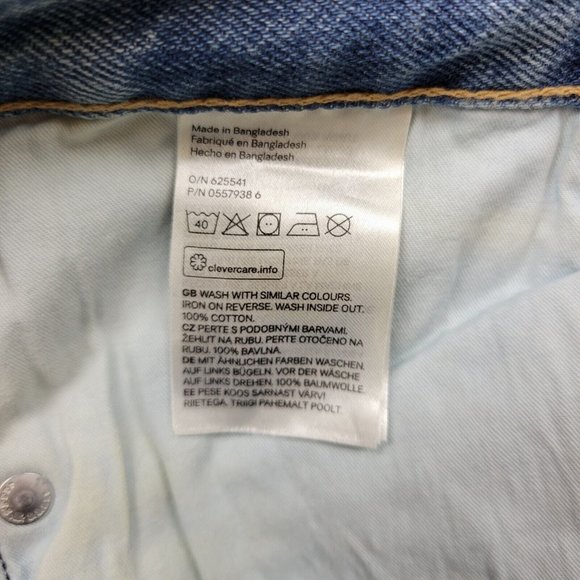 Made in Bangladesh
Fabriqué en Bangladesh
Hecho en Bangladesh
O/N 625541
P/N 0557938 6
40
clevercare.info
GB WASH WITH SIMILAR COLOURS.
IRON ON REVERSE. WASH INSIDE OUT.
100% COTTON.
CZ PERTE S PODOBNÝMI BARVAMI.
ŽEHLIT NA RUBU. PERTE OTOČENO NA
RUBU. 100% BAVLNA.
DE MIT ÄHNLICHEN FARBEN WASCHEN.
AUF LINKS BÜGELN. VOR DER WÄSCHE
AUF LINKS DREHEN. 100% BAUMWOLLE.
EE PESE KOOS SARNAST VÄRVI
RIIETEGA. TRIIGI PAHEMALT POOLT.